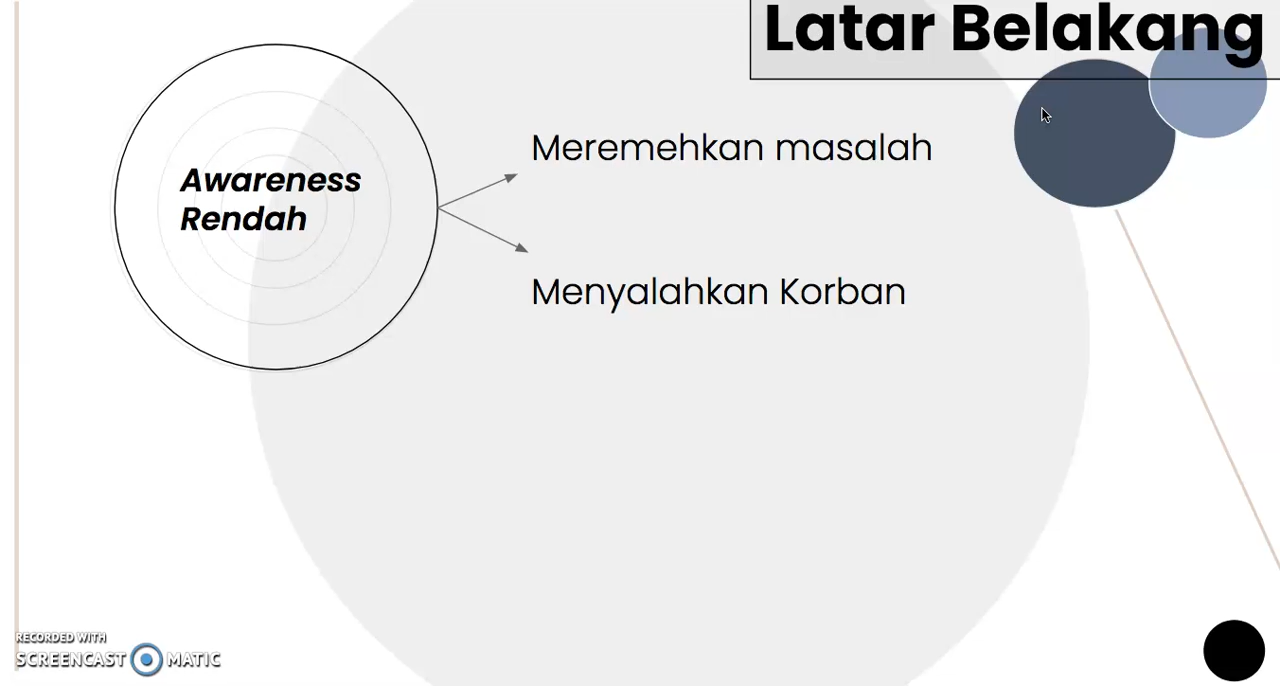 Latar Belakang
Meremehkan masalah
Awareness
Rendah
Menyalahkan Korban
RECORDED WITH
SCREENCAST MATIC